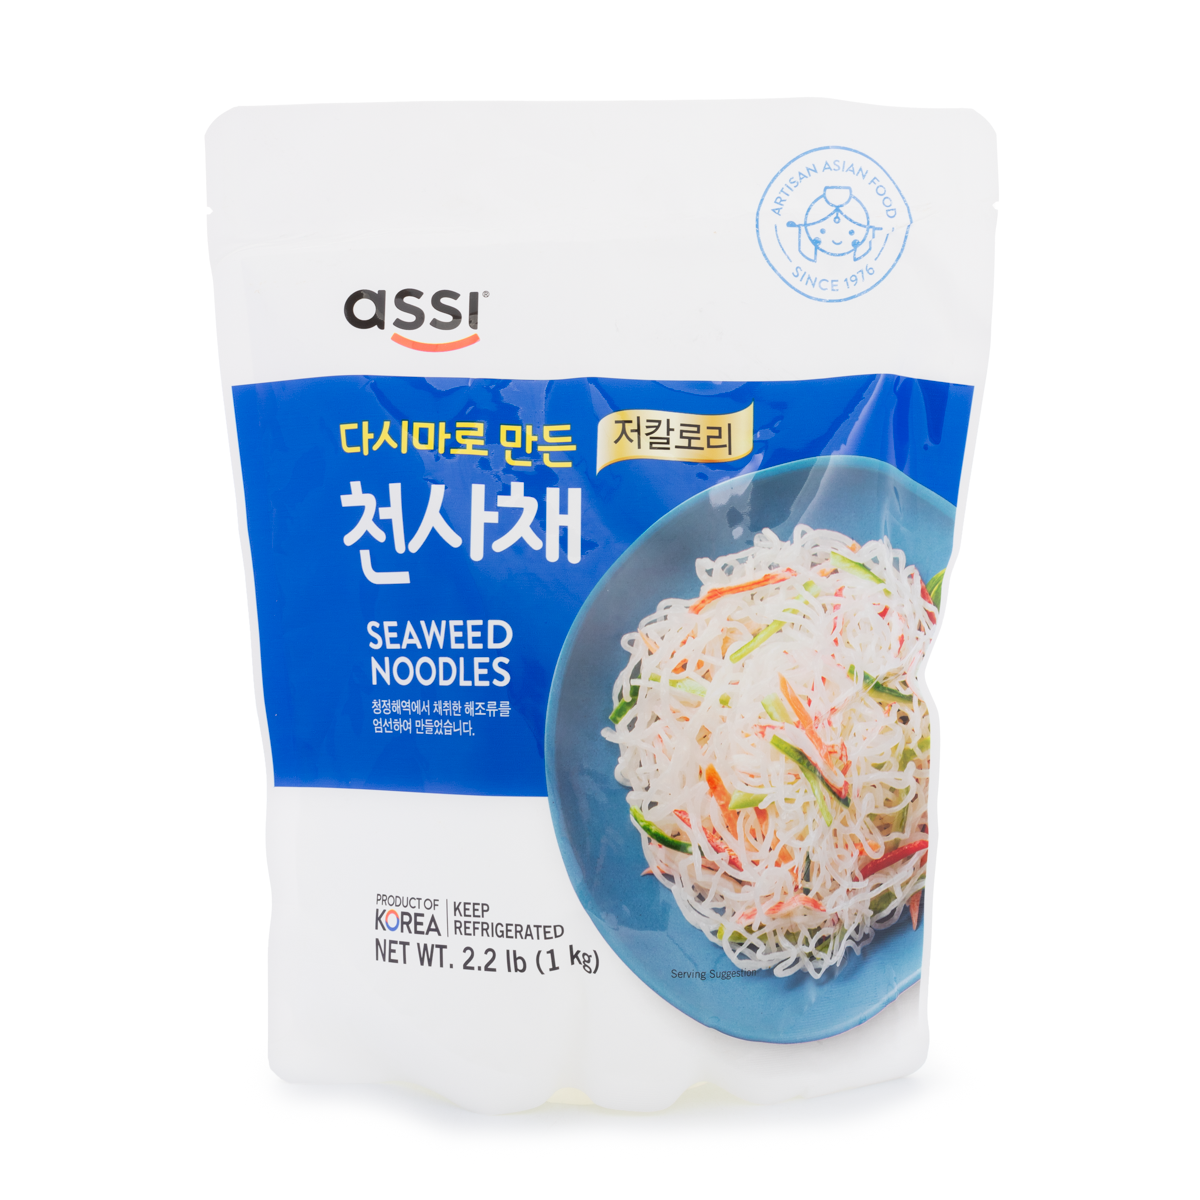 ARTISAN ASIAN FOOD
SINCE 1976
assi®
다시마로 만든
저칼로리
천사채
SEAWEED
NOODLES
청정해역에서 채취한 해조류를
엄선하여 만들었습니다.
PRODUCT OF
KOREA
KEEP
REFRIGERATED
NET WT. 2.2 lb (1 kg)
Serving Suggestion